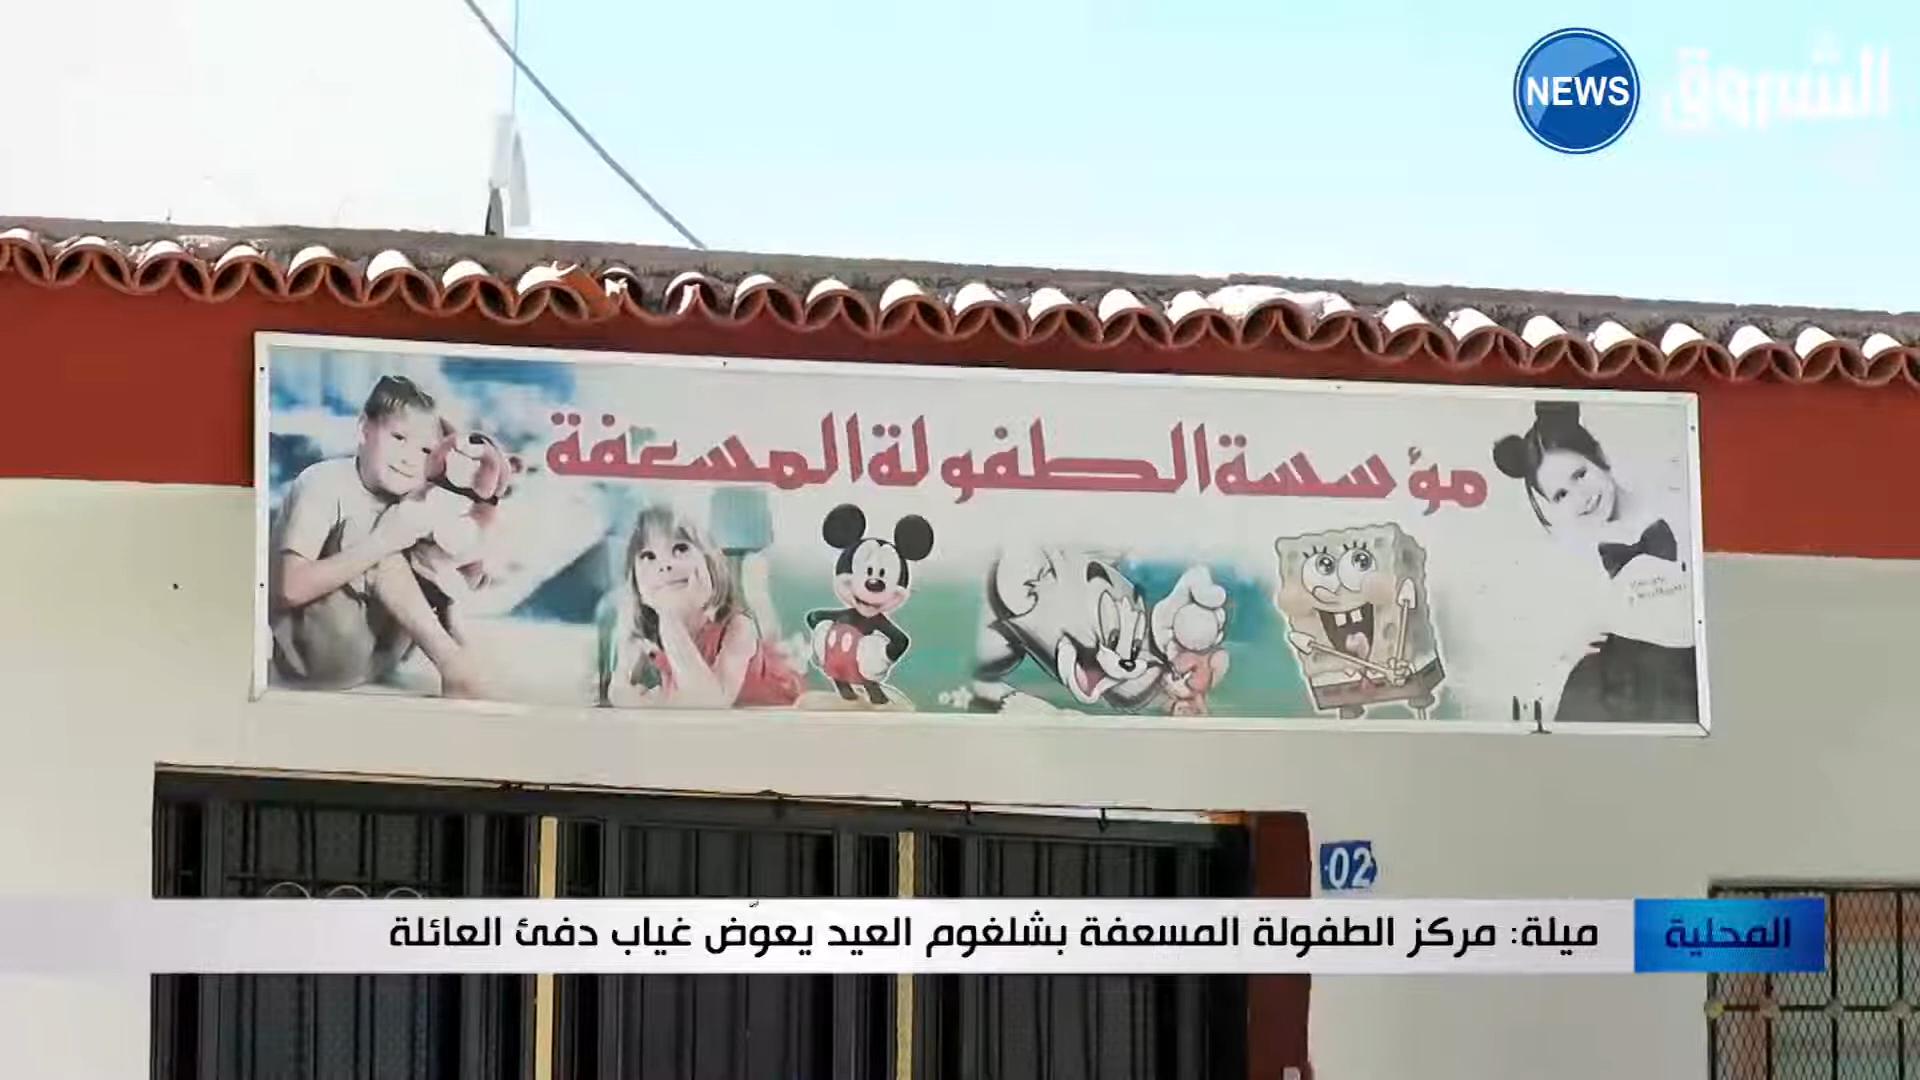 الشروق
NEWS
مؤسسة الطفولة المسعفة
02
المحلية
ميلة: مركز الطفولة المسعفة بشلغوم العيد يعوّض غياب دفئ العائلة